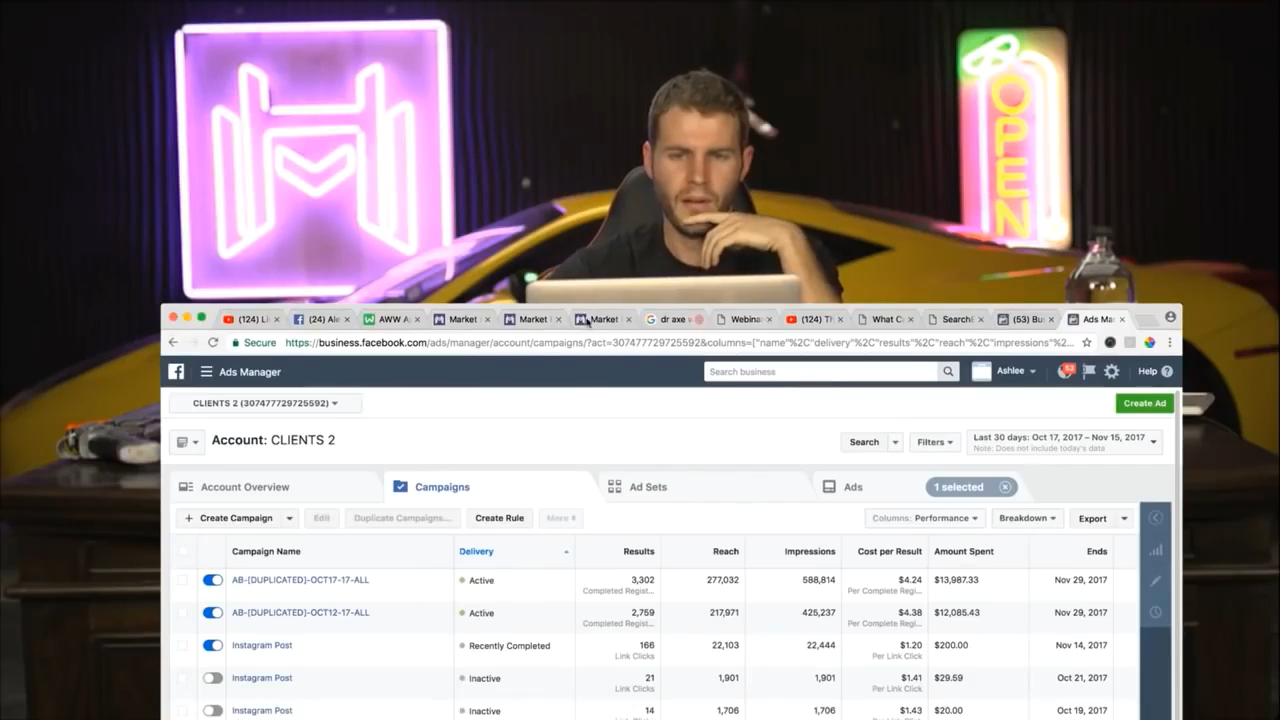 OPEN
(124) Li
(24) Ale
AWW A
Market
Market
Market
dr axe
Webina
(124) Th
What C
Search
(53) Bu
Ads Ma
Secure https://business.facebook.com/ads/manager/account/campaigns/?act=307477729725592&columns=["name"%2C"delivery"%2C"results"%2C"reach"%2C"impressions"%2C...
Ads Manager Search business Ashlee 53 Help
CLIENTS 2 (307477729725592) Create Ad
Account: CLIENTS 2 Search Filters Last 30 days: Oct 17, 2017 – Nov 15, 2017
Note: Does not include today's data
Account Overview Campaigns Ad Sets Ads 1 selected
+ Create Campaign Edit Duplicate Campaigns... Create Rule More Columns: Performance Breakdown Export
Campaign Name Delivery Results Reach Impressions Cost per Result Amount Spent Ends
AB-[DUPLICATED]-OCT17-17-ALL Active 3,302 277,032 588,814 $4.24 $13,987.33 Nov 29, 2017
Completed Regist... Per Complete Regi...
AB-[DUPLICATED]-OCT12-17-ALL Active 2,759 217,971 425,237 $4.38 $12,085.43 Nov 29, 2017
Completed Regist... Per Complete Regi...
Instagram Post Recently Completed 166 22,103 22,444 $1.20 $200.00 Nov 14, 2017
Link Clicks Per Link Click
Instagram Post Inactive 21 1,901 1,901 $1.41 $29.59 Oct 21, 2017
Link Clicks Per Link Click
Instagram Post Inactive 14 1,706 1,706 $1.43 $20.00 Oct 19, 2017